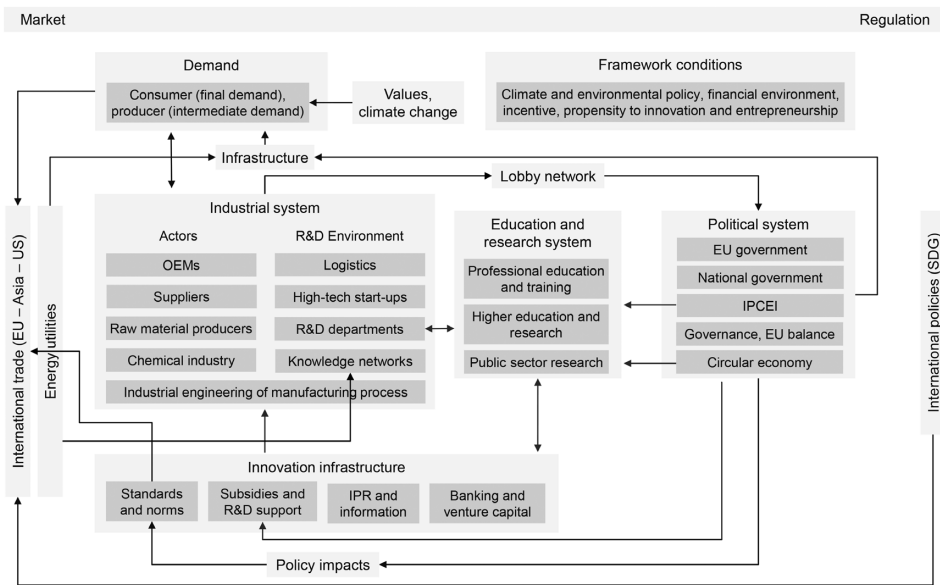 Market
Regulation
Demand
Consumer (final demand),
producer (intermediate demand)
Values,
climate change
Framework conditions
Climate and environmental policy, financial environment,
incentive, propensity to innovation and entrepreneurship
Infrastructure
Lobby network
International trade (EU – Asia – US)
Energy utilities
Industrial system
Actors
OEMs
Suppliers
Raw material producers
Chemical industry
R&D Environment
Logistics
High-tech start-ups
R&D departments
Knowledge networks
Industrial engineering of manufacturing process
Education and
research system
Professional education
and training
Higher education and
research
Public sector research
Political system
EU government
National government
IPCEI
Governance, EU balance
Circular economy
International policies (SDG)
Innovation infrastructure
Standards
and norms
Subsidies and
R&D support
IPR and
information
Banking and
venture capital
Policy impacts